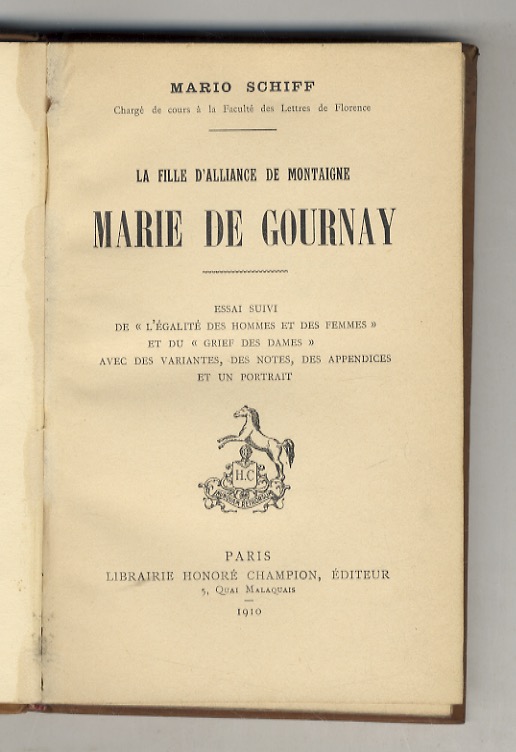 MARIO SCHIFF
Chargé de cours à la Faculté des Lettres de Florence
LA FILLE D'ALLIANCE DE MONTAIGNE
MARIE DE GOURNAY
ESSAI SUIVI
DE « L'ÉGALITÉ DES HOMMES ET DES FEMMES »
ET DU « GRIEF DES DAMES »
AVEC DES VARIANTES, DES NOTES, DES APPENDICES
ET UN PORTRAIT
H.C
PARIS
LIBRAIRIE HONORÉ CHAMPION, ÉDITEUR
5, Quai Malaquais
1910